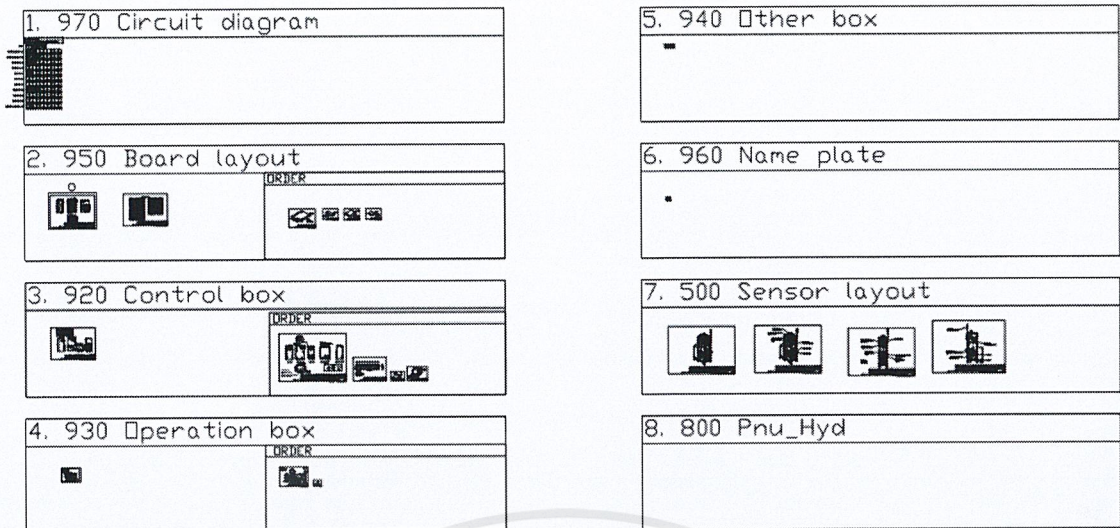 1. 970 Circuit diagram
2. 950 Board layout
ORDER
3. 920 Control box
ORDER
4. 930 Operation box
ORDER
5. 940 Other box
6. 960 Name plate
7. 500 Sensor layout
8. 800 Pnu_Hyd